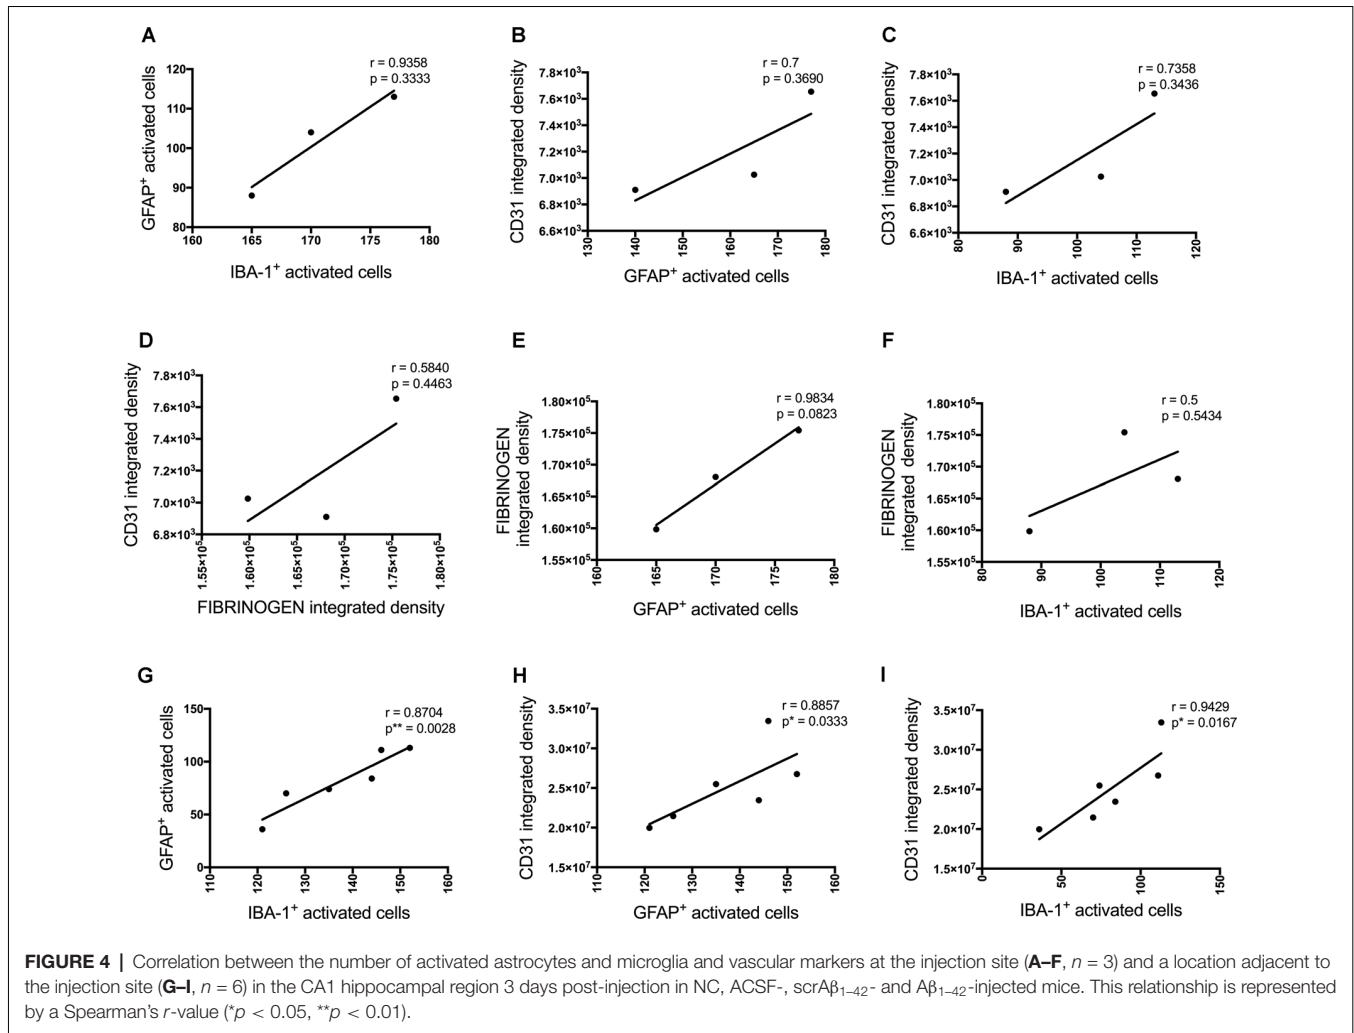 A
r = 0.9358
p = 0.3333
GFAP⁺ activated cells
120
110
100
90
80
160 165 170 175 180
IBA-1⁺ activated cells
B
r = 0.7
p = 0.3690
CD31 integrated density
7.8×10³
7.6×10³
7.4×10³
7.2×10³
7.0×10³
6.8×10³
6.6×10³
130 140 150 160 170 180
GFAP⁺ activated cells
C
r = 0.7358
p = 0.3436
CD31 integrated density
7.8×10³
7.6×10³
7.4×10³
7.2×10³
7.0×10³
6.8×10³
6.6×10³
80 90 100 110 120
IBA-1⁺ activated cells
D
r = 0.5840
p = 0.4463
CD31 integrated density
7.8×10³
7.6×10³
7.4×10³
7.2×10³
7.0×10³
6.8×10³
1.55×10⁵ 1.60×10⁵ 1.65×10⁵ 1.70×10⁵ 1.75×10⁵ 1.80×10⁵
FIBRINOGEN integrated density
E
r = 0.9834
p = 0.0823
FIBRINOGEN
integrated density
1.80×10⁵
1.75×10⁵
1.70×10⁵
1.65×10⁵
1.60×10⁵
1.55×10⁵
160 165 170 175 180
GFAP⁺ activated cells
F
r = 0.5
p = 0.5434
FIBRINOGEN
integrated density
1.80×10⁵
1.75×10⁵
1.70×10⁵
1.65×10⁵
1.60×10⁵
1.55×10⁵
80 90 100 110 120
IBA-1⁺ activated cells
G
r = 0.8704
p** = 0.0028
GFAP⁺ activated cells
150
100
50
0
110 120 130 140 150 160
IBA-1⁺ activated cells
H
r = 0.8857
p* = 0.0333
CD31 integrated density
3.5×10⁷
3.0×10⁷
2.5×10⁷
2.0×10⁷
1.5×10⁷
110 120 130 140 150 160
GFAP⁺ activated cells
I
r = 0.9429
p* = 0.0167
CD31 integrated density
3.5×10⁷
3.0×10⁷
2.5×10⁷
2.0×10⁷
1.5×10⁷
0 50 100 150
IBA-1⁺ activated cells
FIGURE 4 | Correlation between the number of activated astrocytes and microglia and vascular markers at the injection site (A–F, n = 3) and a location adjacent to
the injection site (G–I, n = 6) in the CA1 hippocampal region 3 days post-injection in NC, ACSF-, scrAβ₁₋₄₂- and Aβ₁₋₄₂-injected mice. This relationship is represented
by a Spearman's r-value (*p < 0.05, **p < 0.01).